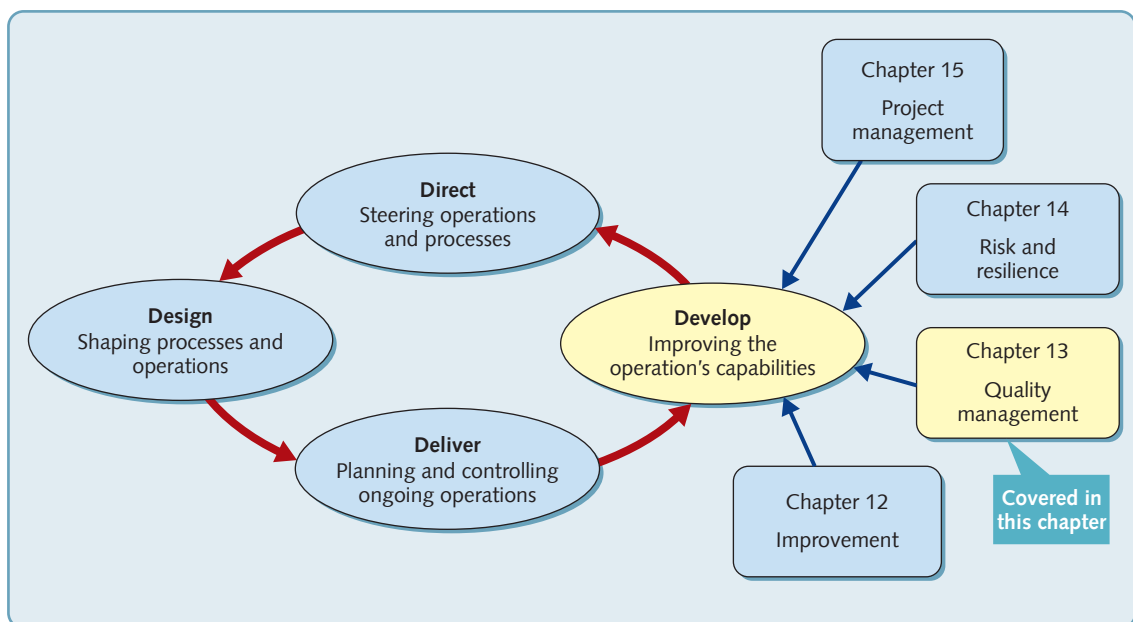 Direct
Steering operations
and processes
Design
Shaping processes and
operations
Deliver
Planning and controlling
ongoing operations
Develop
Improving the
operation's capabilities
Chapter 15
Project
management
Chapter 14
Risk and
resilience
Chapter 13
Quality
management
Covered in
this chapter
Chapter 12
Improvement